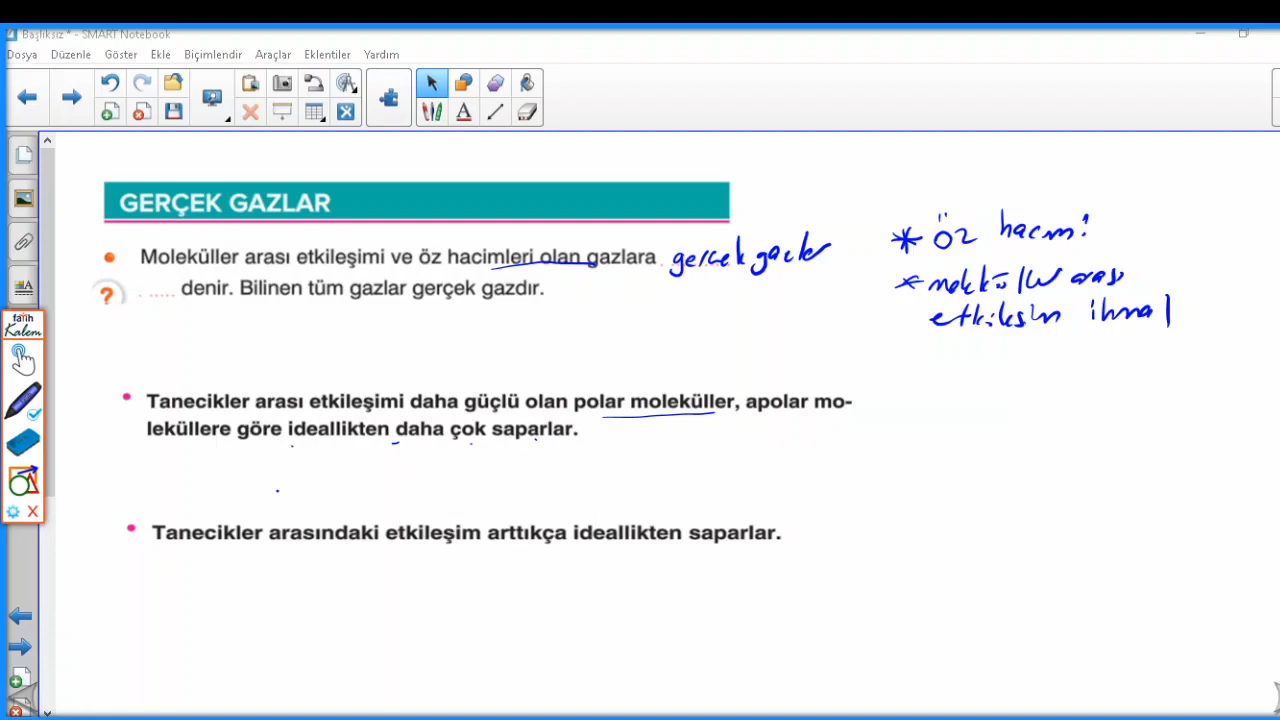 Başlıksız * - SMART Notebook
Dosya Düzenle Göster Ekle Biçimlendir Araçlar Eklentiler Yardım
GERÇEK GAZLAR
Moleküller arası etkileşimi ve öz hacimleri olan gazlara gerçek gazlar
? ..... denir. Bilinen tüm gazlar gerçek gazdır.
* öz hacmi
* moleküller arası
etkileşim ihmal
fatih
Kalem
• Tanecikler arası etkileşimi daha güçlü olan polar moleküller, apolar mo-
leküllere göre ideallikten daha çok saparlar.
• Tanecikler arasındaki etkileşim arttıkça ideallikten saparlar.